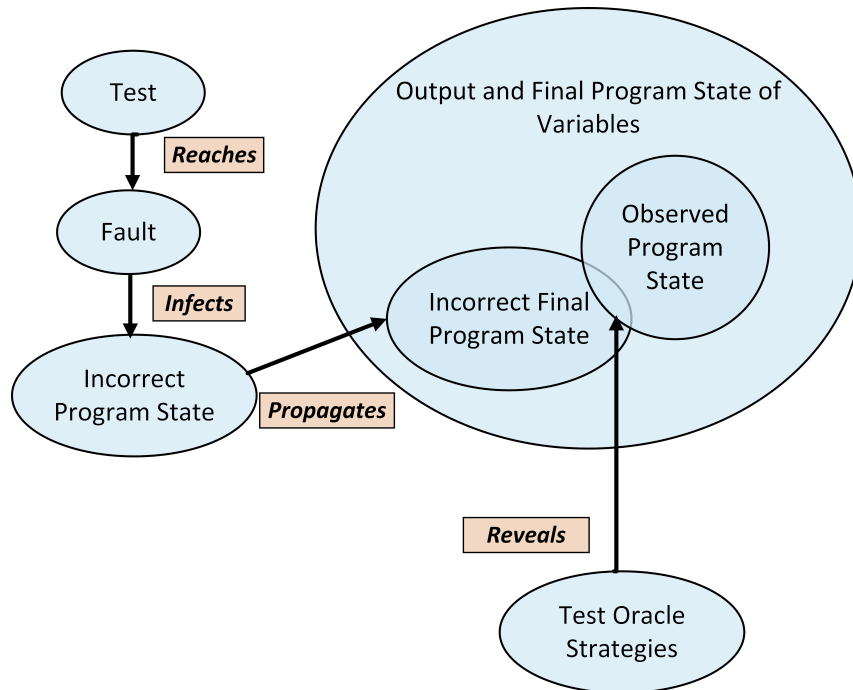 Test
Reaches
Fault
Infects
Incorrect
Program State
Propagates
Output and Final Program State of
Variables
Observed
Program
State
Incorrect Final
Program State
Reveals
Test Oracle
Strategies